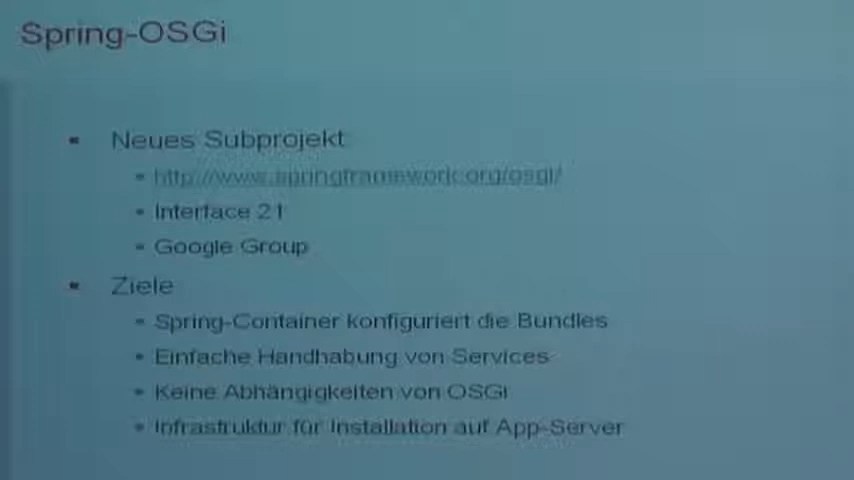 Spring-OSGi
Neues Subprojekt
http://www.springframework.org/osgi/
Interface 21
Google Group
Ziele
Spring-Container konfiguriert die Bundles
Einfache Handhabung von Services
Keine Abhängigkeiten von OSGi
Infrastruktur für Installation auf App-Server